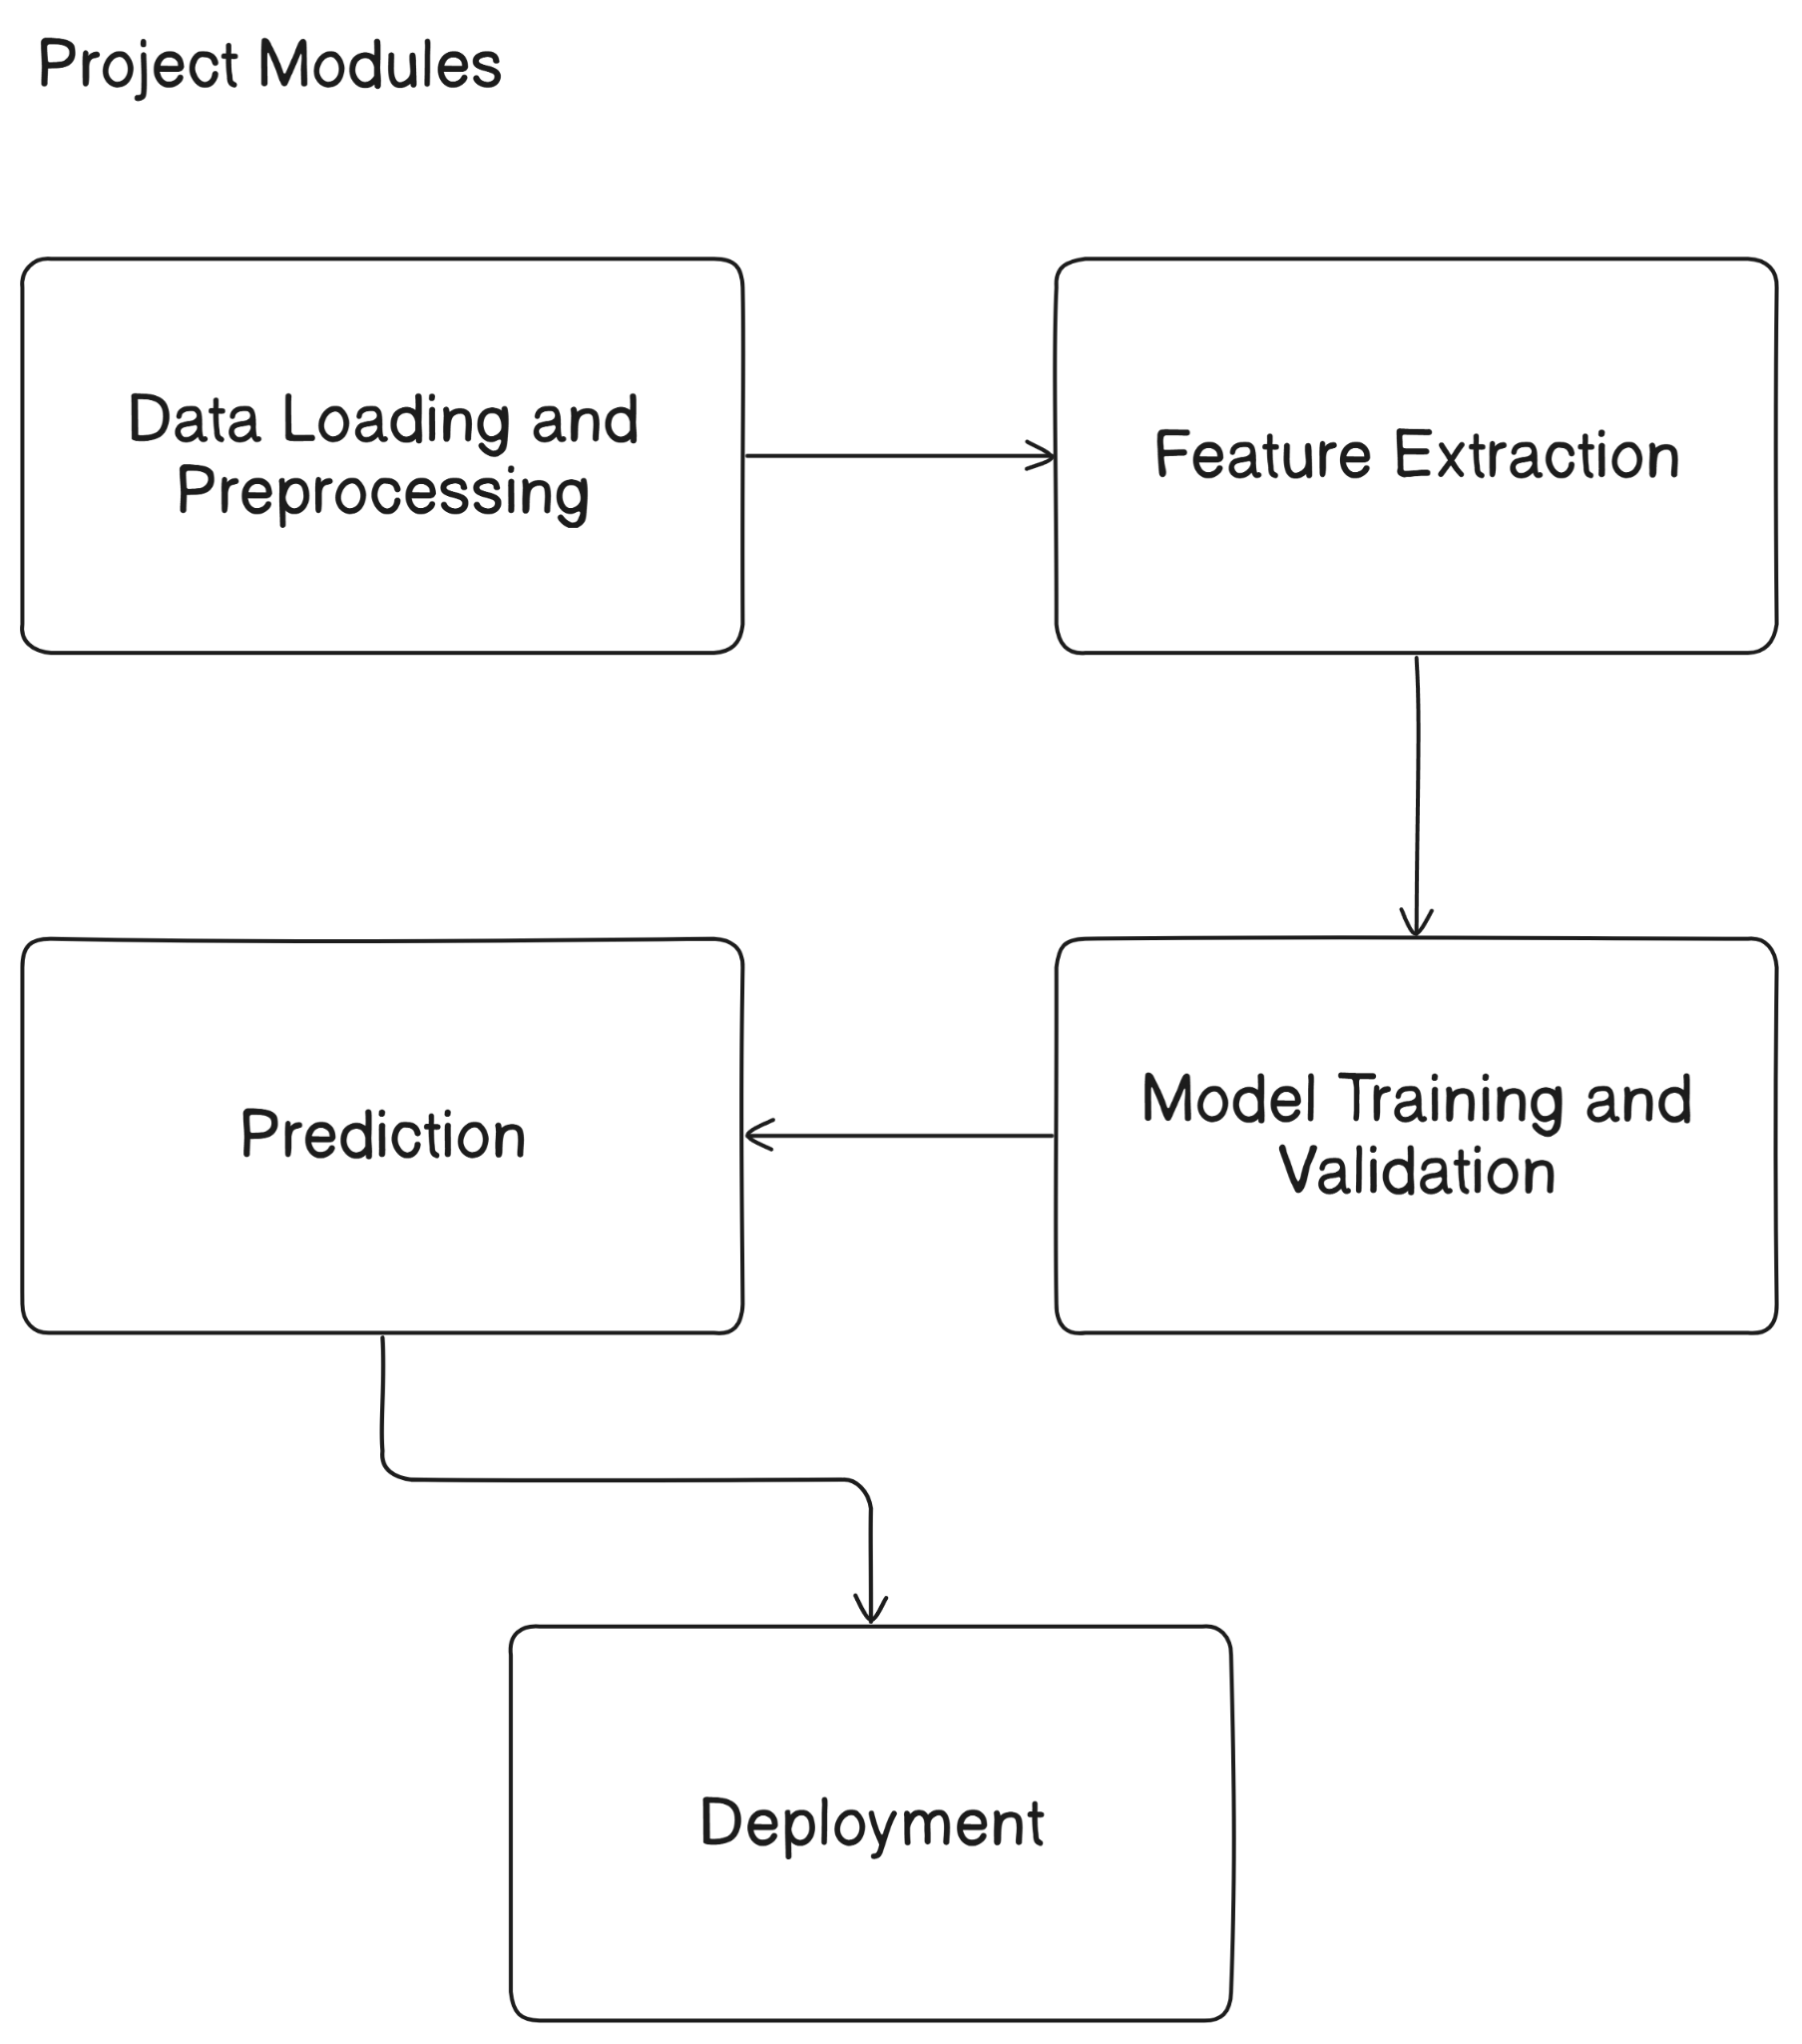 Project Modules
Data Loading and
Preprocessing
Feature Extraction
Prediction
Model Training and
Validation
Deployment